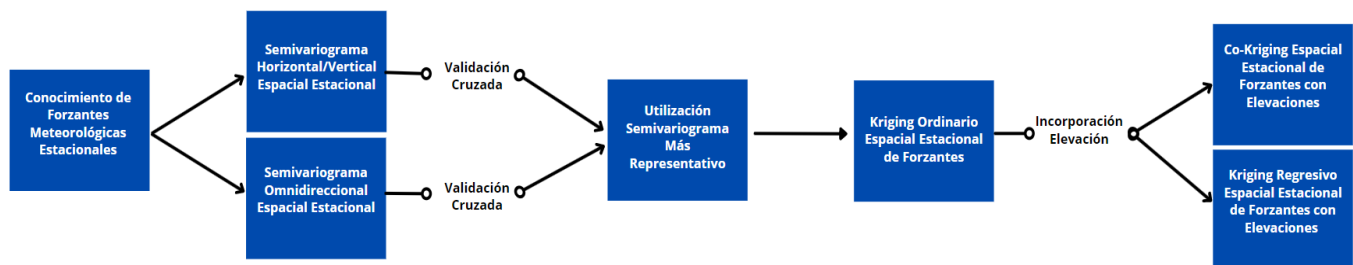 Conocimiento de
Forzantes
Meteorológicas
Estacionales
Semivariograma
Horizontal/Vertical
Espacial Estacional
Semivariograma
Omnidireccional
Espacial Estacional
Validación
Cruzada
Validación
Cruzada
Utilización
Semivariograma
Más
Representativo
Kriging Ordinario
Espacial Estacional
de Forzantes
Incorporación
Elevación
Co-Kriging Espacial
Estacional de
Forzantes con
Elevaciones
Kriging Regresivo
Espacial Estacional
de Forzantes con
Elevaciones